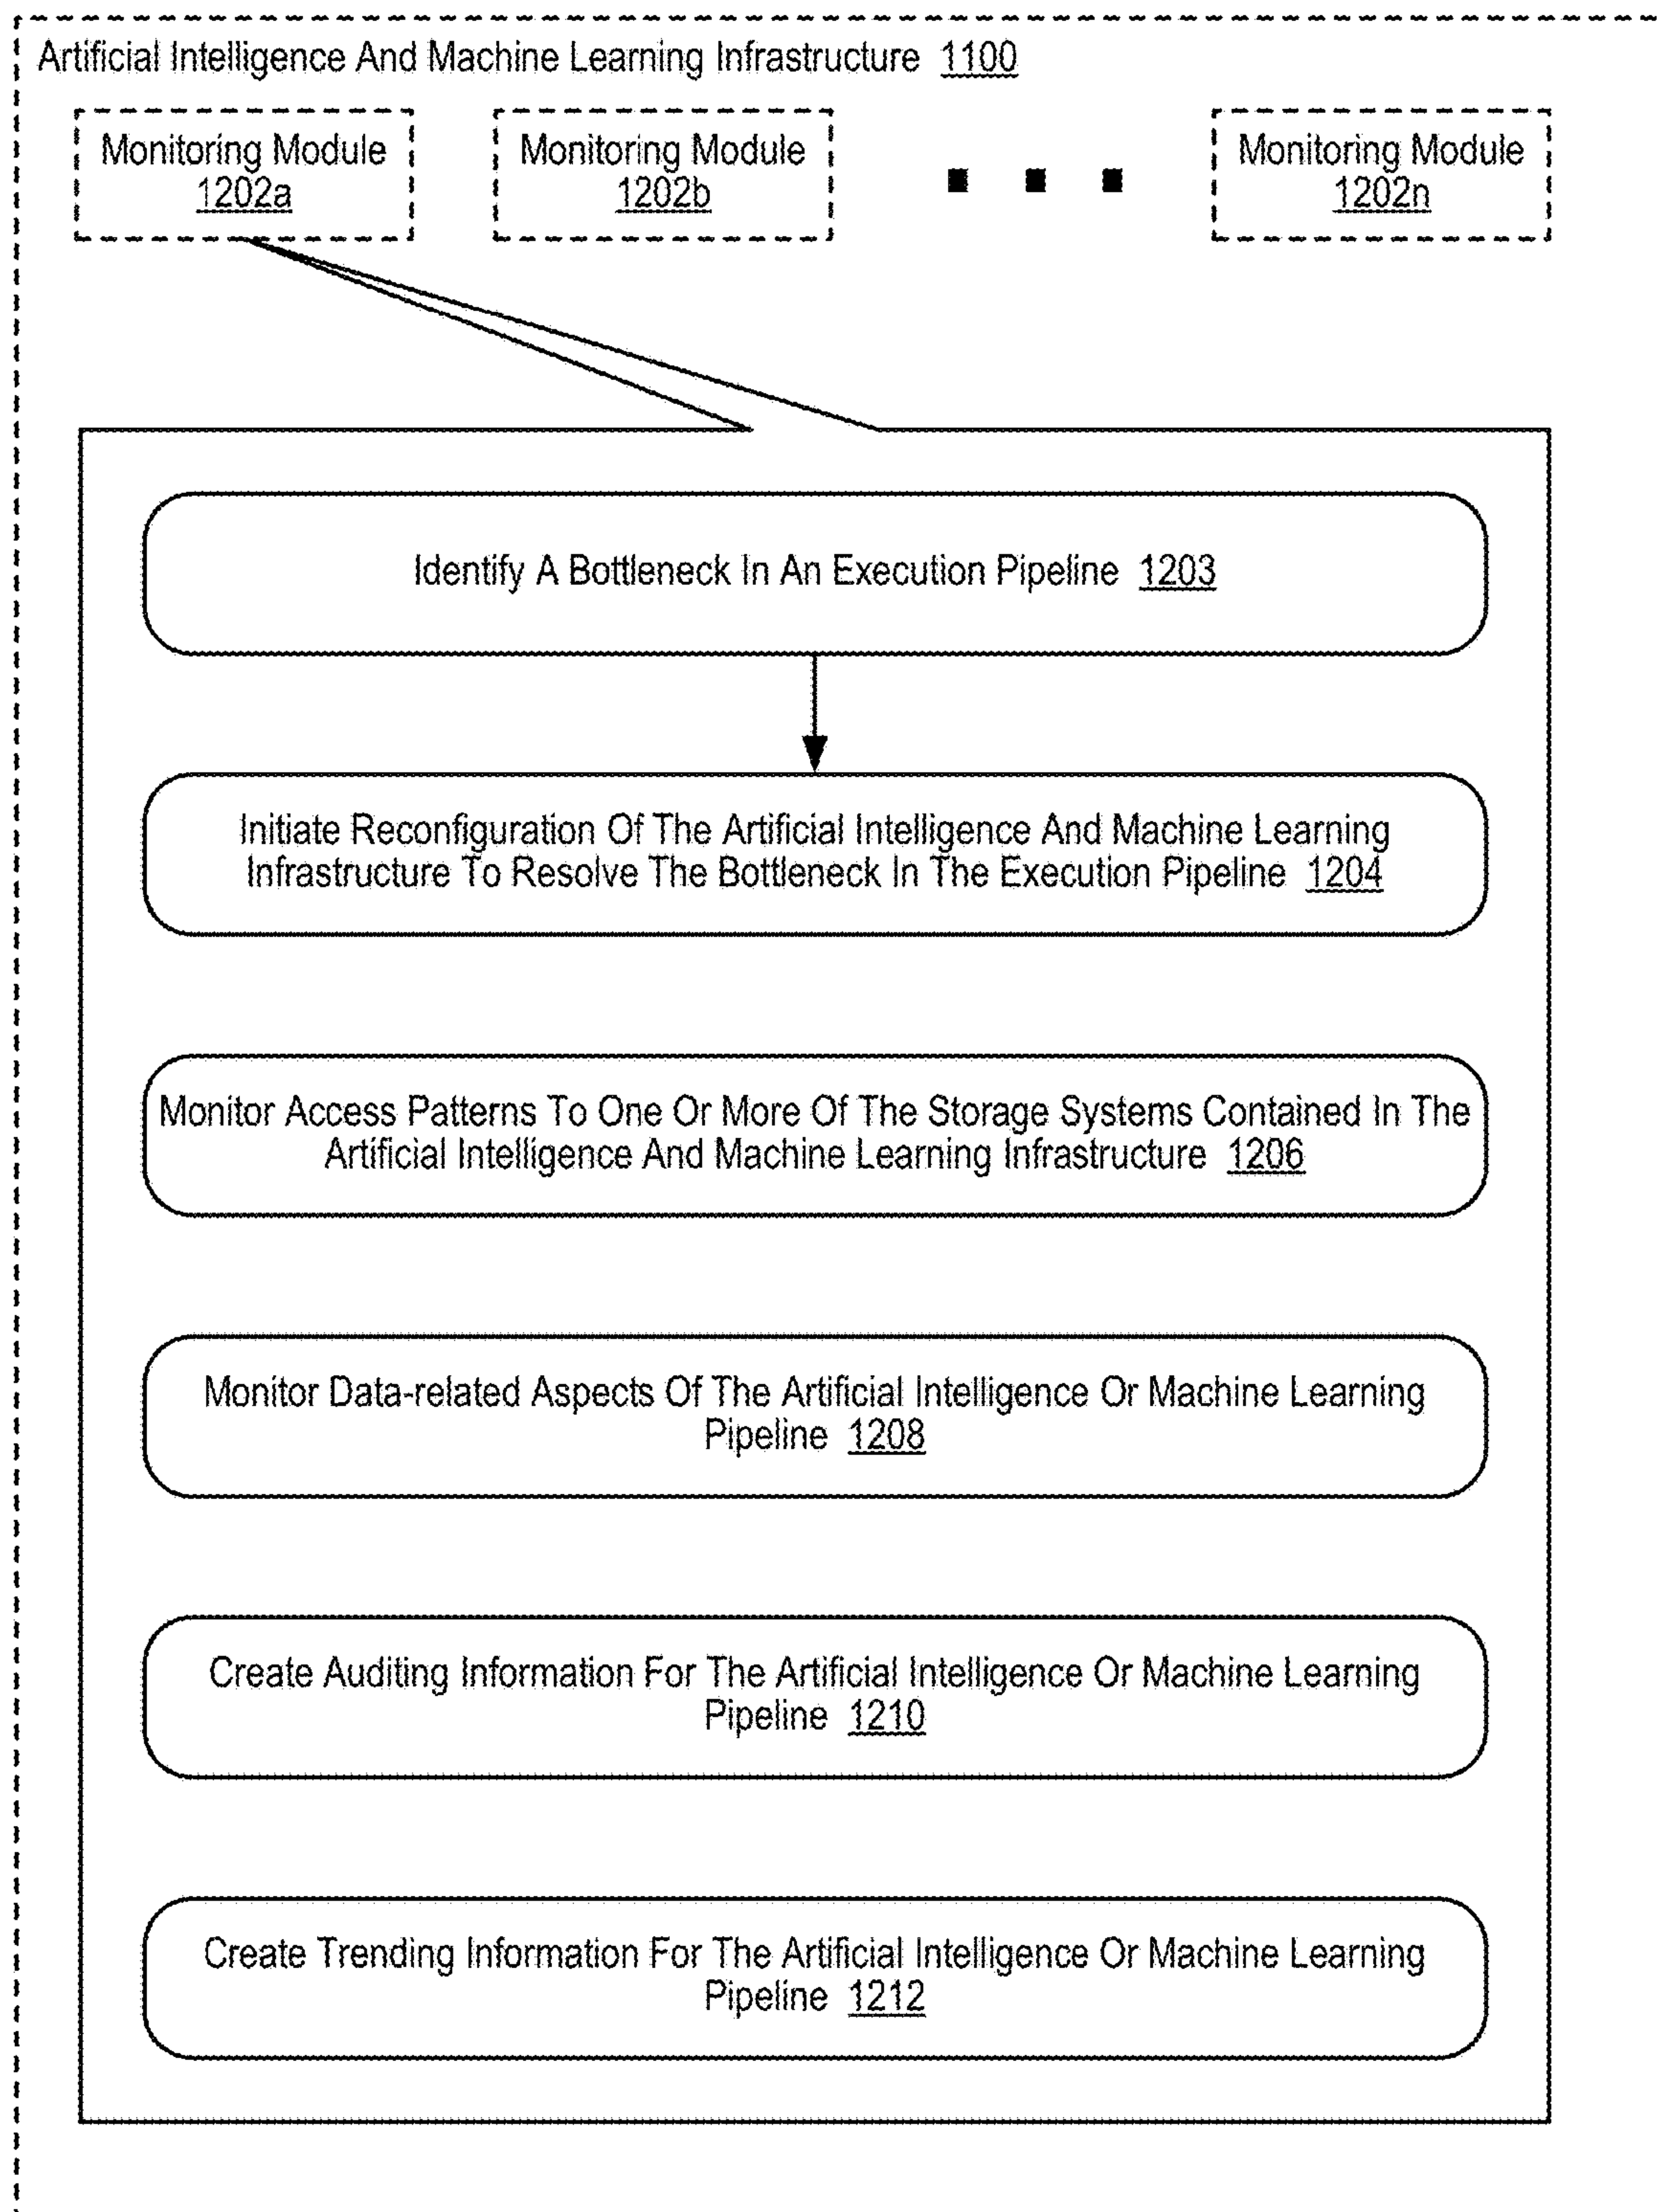 Artificial Intelligence And Machine Learning Infrastructure 1100
Monitoring Module
1202a
Monitoring Module
1202b
Monitoring Module
1202n
Identify A Bottleneck In An Execution Pipeline 1203
Initiate Reconfiguration Of The Artificial Intelligence And Machine Learning
Infrastructure To Resolve The Bottleneck In The Execution Pipeline 1204
Monitor Access Patterns To One Or More Of The Storage Systems Contained In The
Artificial Intelligence And Machine Learning Infrastructure 1206
Monitor Data-related Aspects Of The Artificial Intelligence Or Machine Learning
Pipeline 1208
Create Auditing Information For The Artificial Intelligence Or Machine Learning
Pipeline 1210
Create Trending Information For The Artificial Intelligence Or Machine Learning
Pipeline 1212